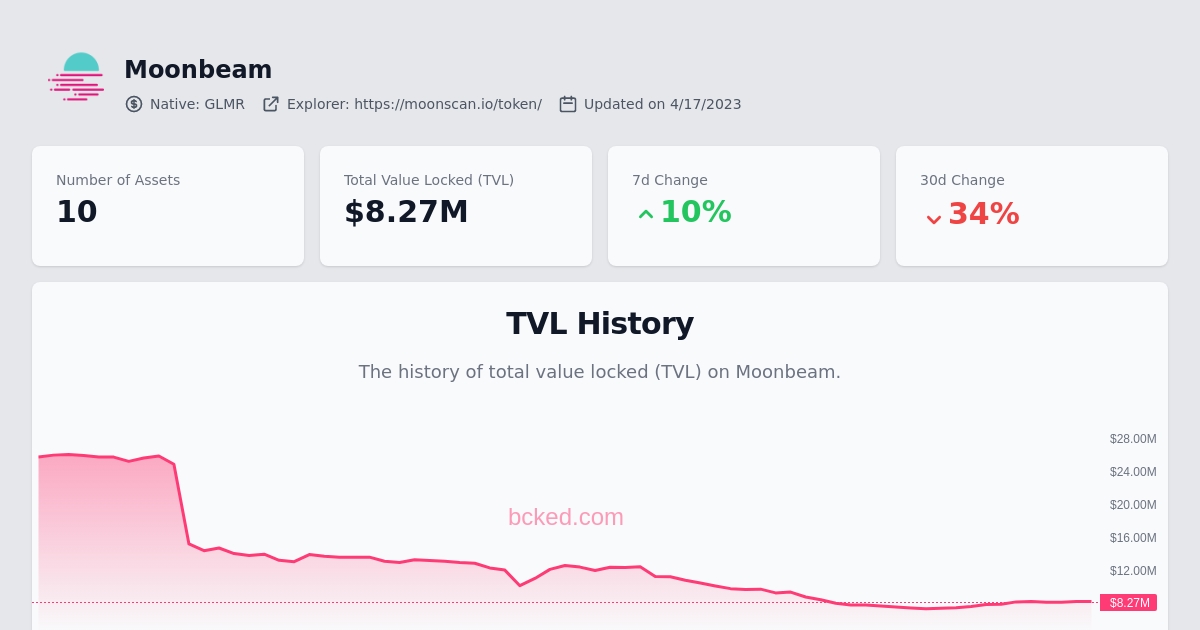 Moonbeam
Native: GLMR Explorer: https://moonscan.io/token/ Updated on 4/17/2023
Number of Assets
10
Total Value Locked (TVL)
$8.27M
7d Change
10%
30d Change
34%
TVL History
The history of total value locked (TVL) on Moonbeam.
$28.00M
$24.00M
$20.00M
bcked.com
$16.00M
$12.00M
$8.27M